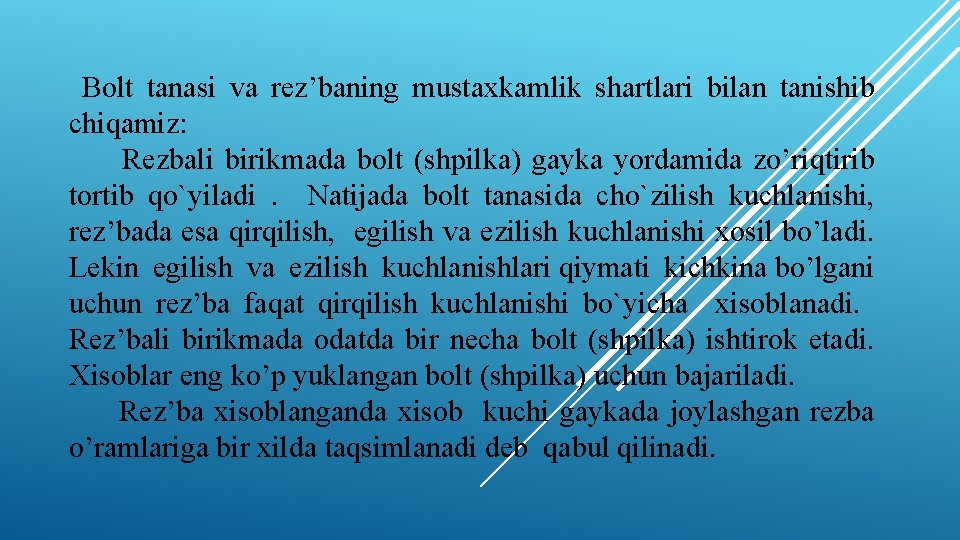 Bolt tanasi va rez’baning mustaxkamlik shartlari bilan tanishib
chiqamiz:
Rezbali birikmada bolt (shpilka) gayka yordamida zo’riqtirib
tortib qo`yiladi . Natijada bolt tanasida cho`zilish kuchlanishi,
rez’bada esa qirqilish, egilish va ezilish kuchlanishi xosil bo’ladi.
Lekin egilish va ezilish kuchlanishlari qiymati kichkina bo’lgani
uchun rez’ba faqat qirqilish kuchlanishi bo`yicha xisoblanadi.
Rez’bali birikmada odatda bir necha bolt (shpilka) ishtirok etadi.
Xisoblar eng ko’p yuklangan bolt (shpilka) uchun bajariladi.
Rez’ba xisoblanganda xisob kuchi gaykada joylashgan rezba
o’ramlariga bir xilda taqsimlanadi deb qabul qilinadi.